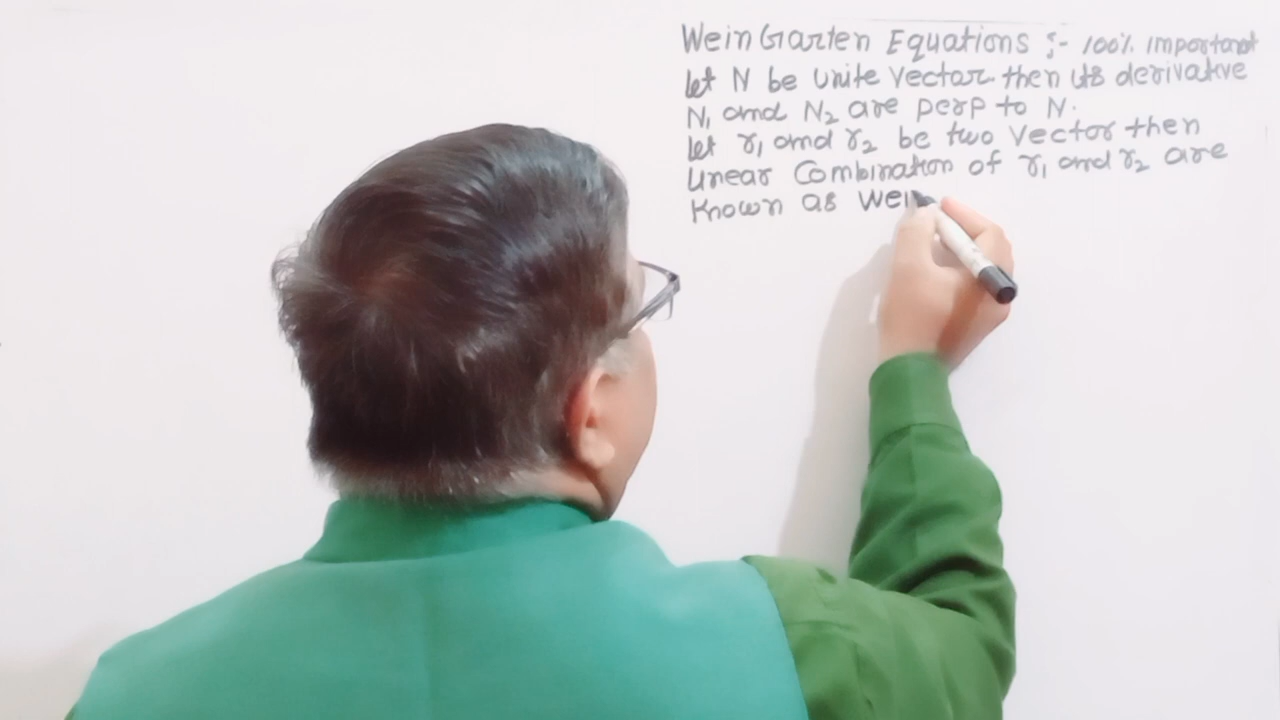 WeinGarten Equations :- 100% important
let N be unite vector then its derivative
N₁ and N₂ are perp to N.
let r₁ and r₂ be two vector then
linear combination of r₁ and r₂ are
known as wei